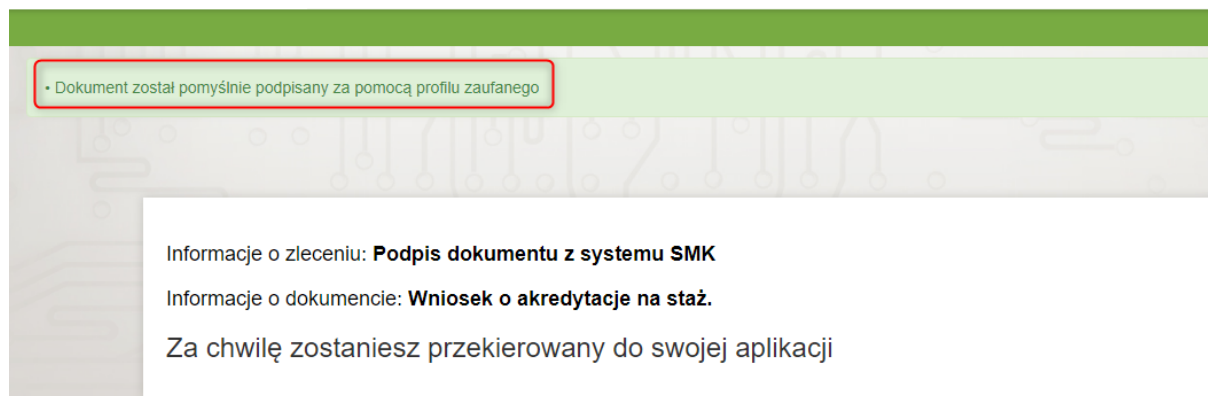 • Dokument został pomyślnie podpisany za pomocą profilu zaufanego
Informacje o zleceniu: Podpis dokumentu z systemu SMK
Informacje o dokumencie: Wniosek o akredytacje na staż.
Za chwilę zostaniesz przekierowany do swojej aplikacji